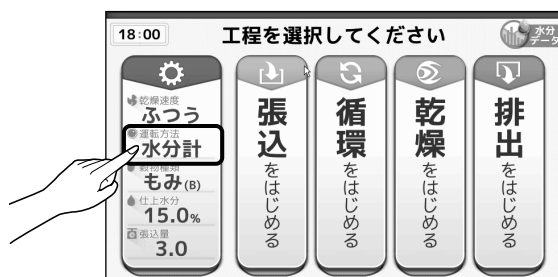 18:00
工程を選択してください
水分
データ
乾燥速度
ふつう
運転方法
水分計
穀物種類
もみ(B)
仕上水分
15.0%
張込量
3.0
張込をはじめる
循環をはじめる
乾燥をはじめる
排出をはじめる